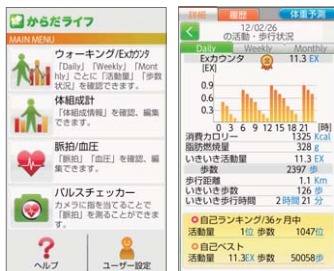 からだライフ
MAIN MENU
ウォーキング/Exカウンタ
「Daily」「Weekly」「Mont
hly」ごとに「活動量」「歩数
状況」を確認できます。
体組成計
「体組成情報」を確認、編集
できます。
脈拍/血圧
「脈拍」「血圧」を確認、編
集できます。
パルスチェッカー
カメラに指を当てることで
「脈拍」を測ることができま
す。
ヘルプ
ユーザー設定
詳細
履歴
体重予測
12/02/26
の活動・歩行状況
Daily
Weekly
Monthly
Exカウンタ 11.3 EX
[EX]
0.9
0.6
0.3
0 3 6 9 12 15 18 21 [時]
消費カロリー 1325 Kcal
脂肪燃焼量 328 g
いきいき活動量 11.3 EX
歩数 2397 歩
歩行距離 1.1 Km
いきいき歩数 126 歩
いきいき歩行時間 2 時間 21 分
自己ランキング/36ヶ月中
活動量 1位 歩数 1047位
自己ベスト
活動量 11.3EX 歩数 50058歩